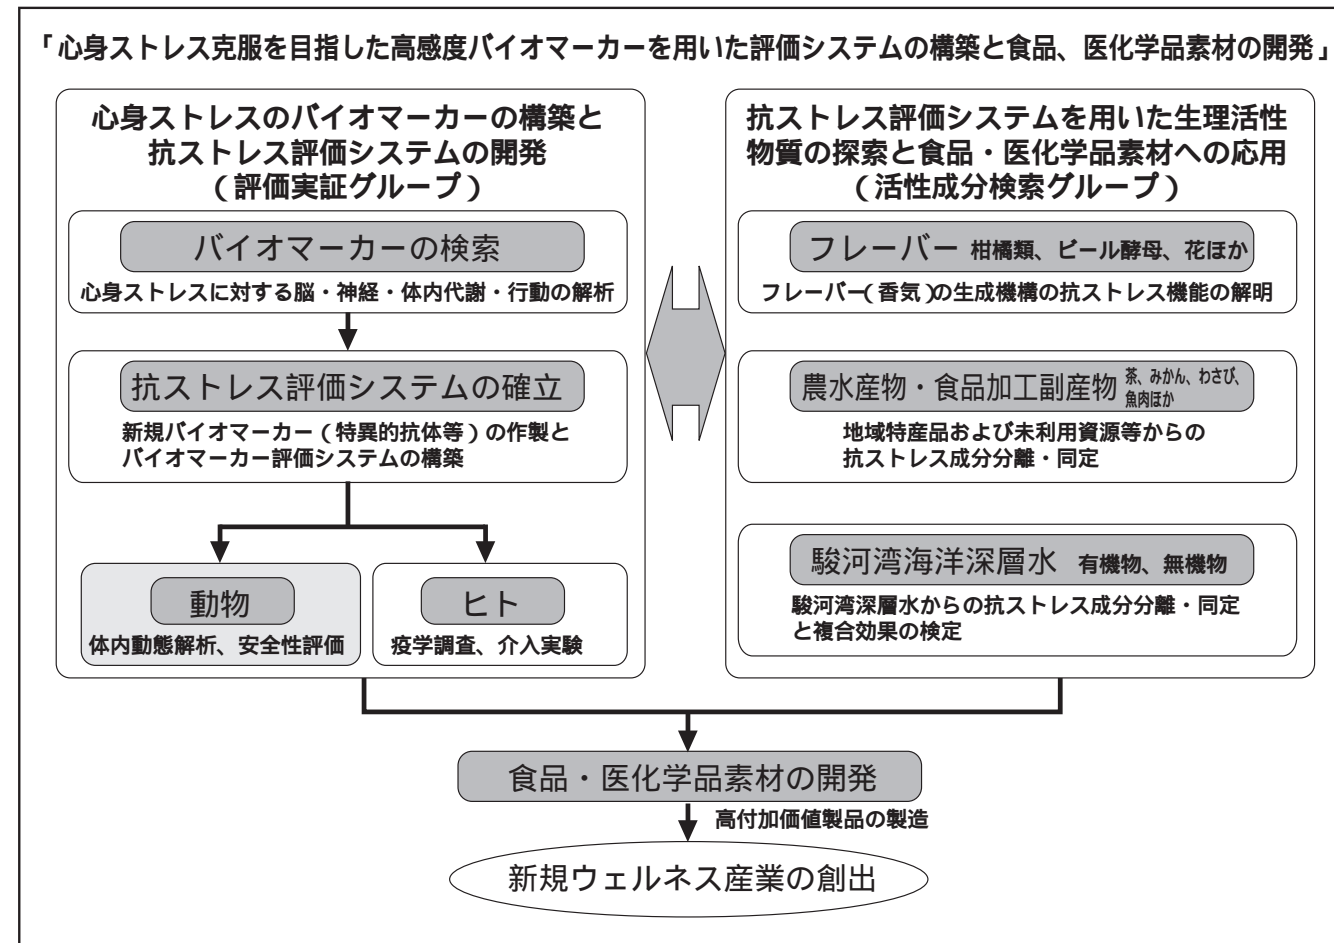 「心身ストレス克服を目指した高感度バイオマーカーを用いた評価システムの構築と食品、医化学品素材の開発」
心身ストレスのバイオマーカーの構築と
抗ストレス評価システムの開発
(評価実証グループ)
バイオマーカーの検索
心身ストレスに対する脳・神経・体内代謝・行動の解析
抗ストレス評価システムの確立
新規バイオマーカー(特異的抗体等)の作製と
バイオマーカー評価システムの構築
動物
体内動態解析、安全性評価
ヒト
疫学調査、介入実験
抗ストレス評価システムを用いた生理活性
物質の探索と食品・医化学品素材への応用
(活性成分検索グループ)
フレーバー 柑橘類、ビール酵母、花ほか
フレーバー(香気)の生成機構の抗ストレス機能の解明
農水産物・食品加工副産物 茶、みかん、わさび、
魚肉ほか
地域特産品および未利用資源等からの
抗ストレス成分分離・同定
駿河湾海洋深層水 有機物、無機物
駿河湾深層水からの抗ストレス成分分離・同定
と複合効果の検定
食品・医化学品素材の開発
高付加価値製品の製造
新規ウェルネス産業の創出